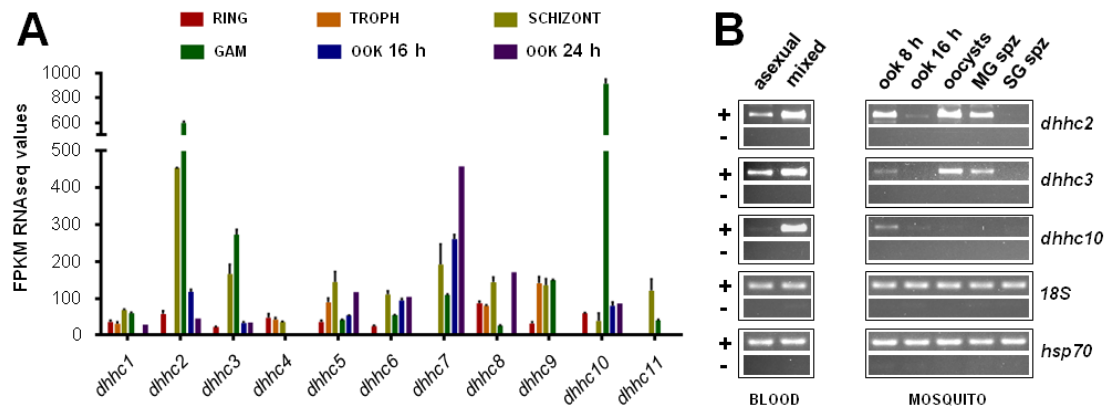 A
RING
TROPH
SCHIZONT
GAM
OOK 16 h
OOK 24 h
FPKM RNAseq values
1000
800
600
500
400
300
200
100
0
dhhc1
dhhc2
dhhc3
dhhc4
dhhc5
dhhc6
dhhc7
dhhc8
dhhc9
dhhc10
dhhc11
B
asexual
mixed
ook 8 h
ook 16 h
oocysts
MG spz
SG spz
+
-
dhhc2
+
-
dhhc3
+
-
dhhc10
+
-
18S
+
-
hsp70
BLOOD
MOSQUITO